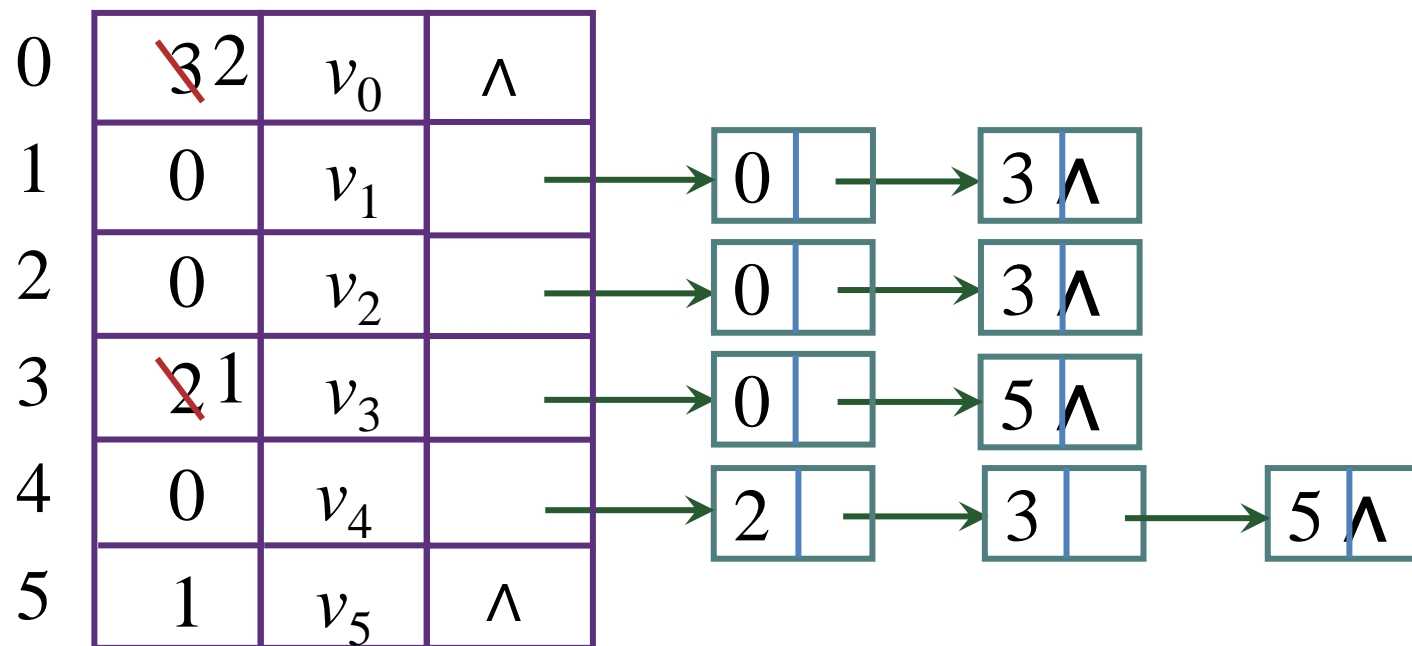 0 3 2 v0 ∧
1 0 v1 0 3 ∧
2 0 v2 0 3 ∧
3 2 1 v3 0 5 ∧
4 0 v4 2 3 5 ∧
5 1 v5 ∧